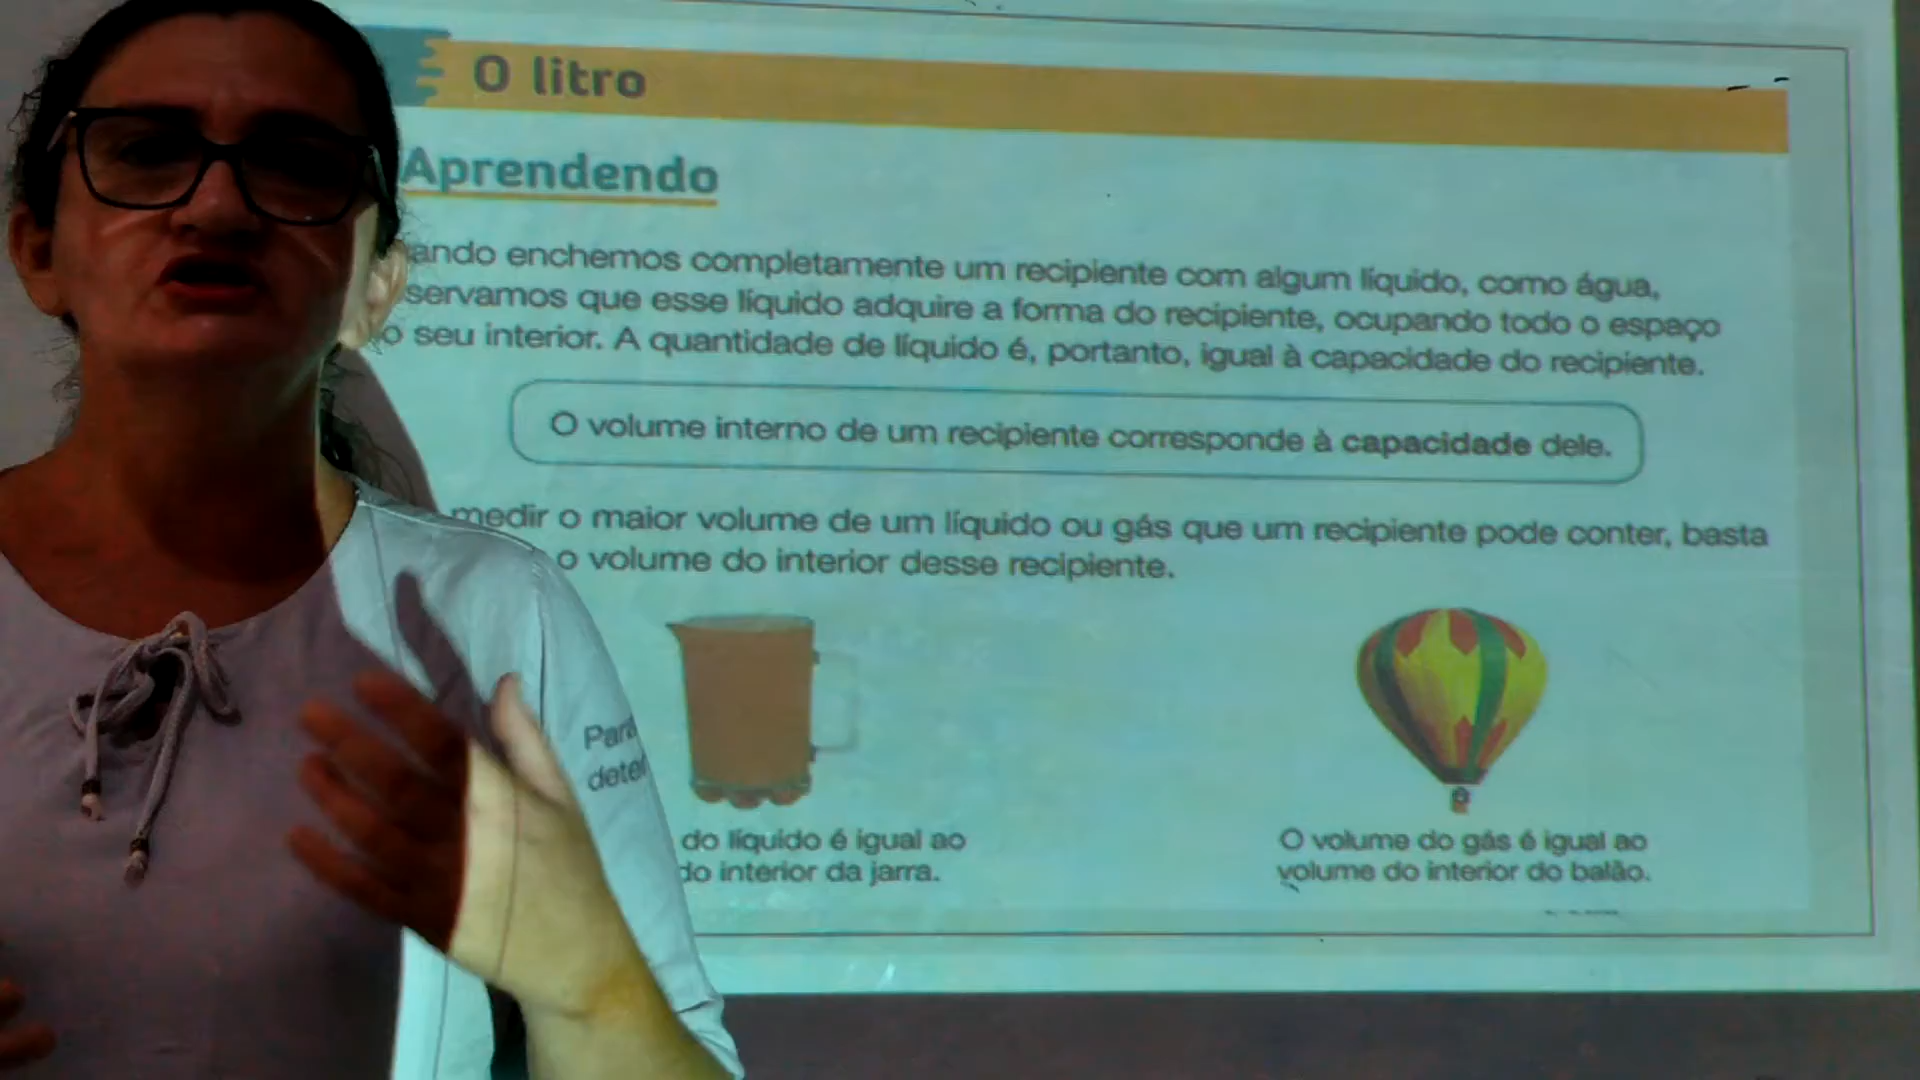 O litro
Aprendendo
ando enchemos completamente um recipiente com algum líquido, como água,
servamos que esse líquido adquire a forma do recipiente, ocupando todo o espaço
o seu interior. A quantidade de líquido é, portanto, igual à capacidade do recipiente.
O volume interno de um recipiente corresponde à capacidade dele.
medir o maior volume de um líquido ou gás que um recipiente pode conter, basta
o volume do interior desse recipiente.
Para
deter
do líquido é igual ao
do interior da jarra.
O volume do gás é igual ao
volume do interior do balão.